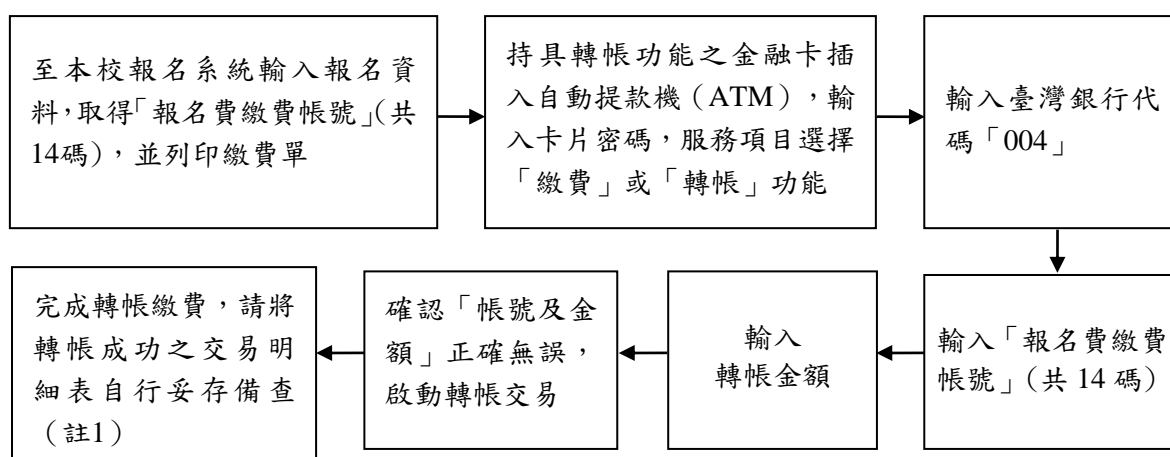 至本校報名系統輸入報名資
料，取得「報名費繳費帳號」(共
14碼)，並列印繳費單
持具轉帳功能之金融卡插
入自動提款機（ATM），輸
入卡片密碼，服務項目選擇
「繳費」或「轉帳」功能
輸入臺灣銀行代
碼「004」
輸入「報名費繳費
帳號」(共 14 碼)
輸入
轉帳金額
確認「帳號及金
額」正確無誤，
啟動轉帳交易
完成轉帳繳費，請將
轉帳成功之交易明
細表自行妥存備查
（註1）